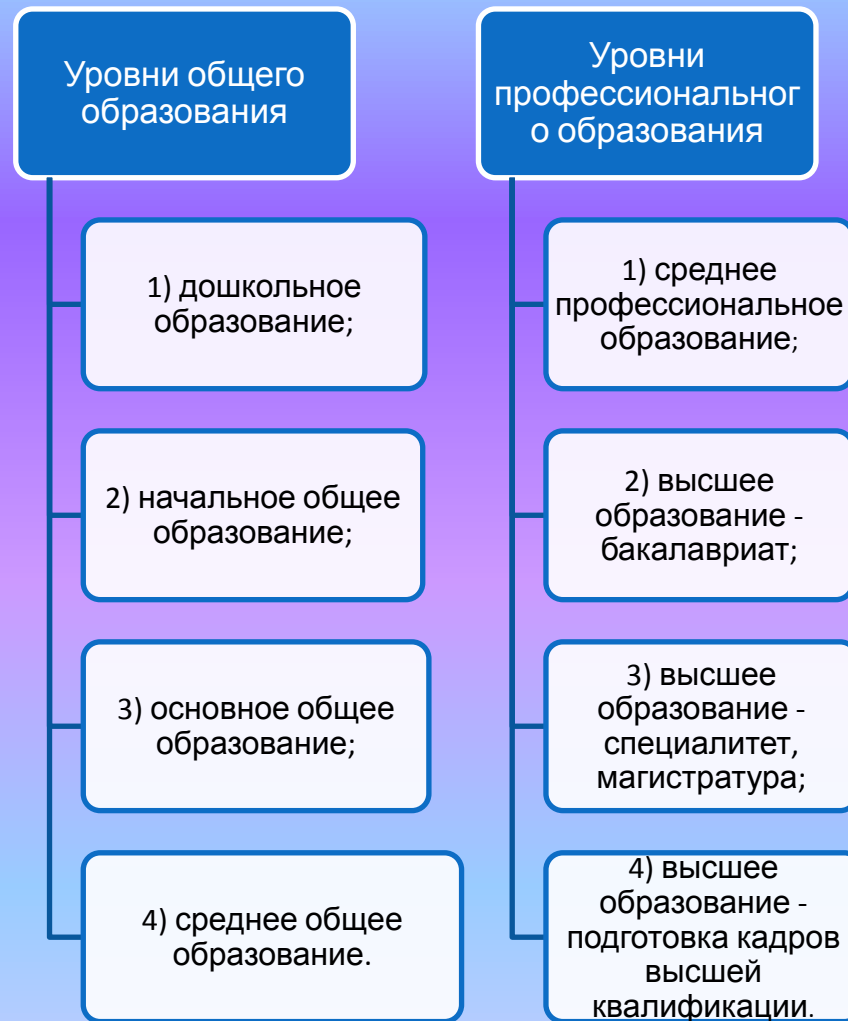 Уровни общего
образования
1) дошкольное
образование;
2) начальное общее
образование;
3) основное общее
образование;
4) среднее общее
образование.
Уровни
профессиональног
о образования
1) среднее
профессиональное
образование;
2) высшее
образование -
бакалавриат;
3) высшее
образование -
специалитет,
магистратура;
4) высшее
образование -
подготовка кадров
высшей
квалификации.